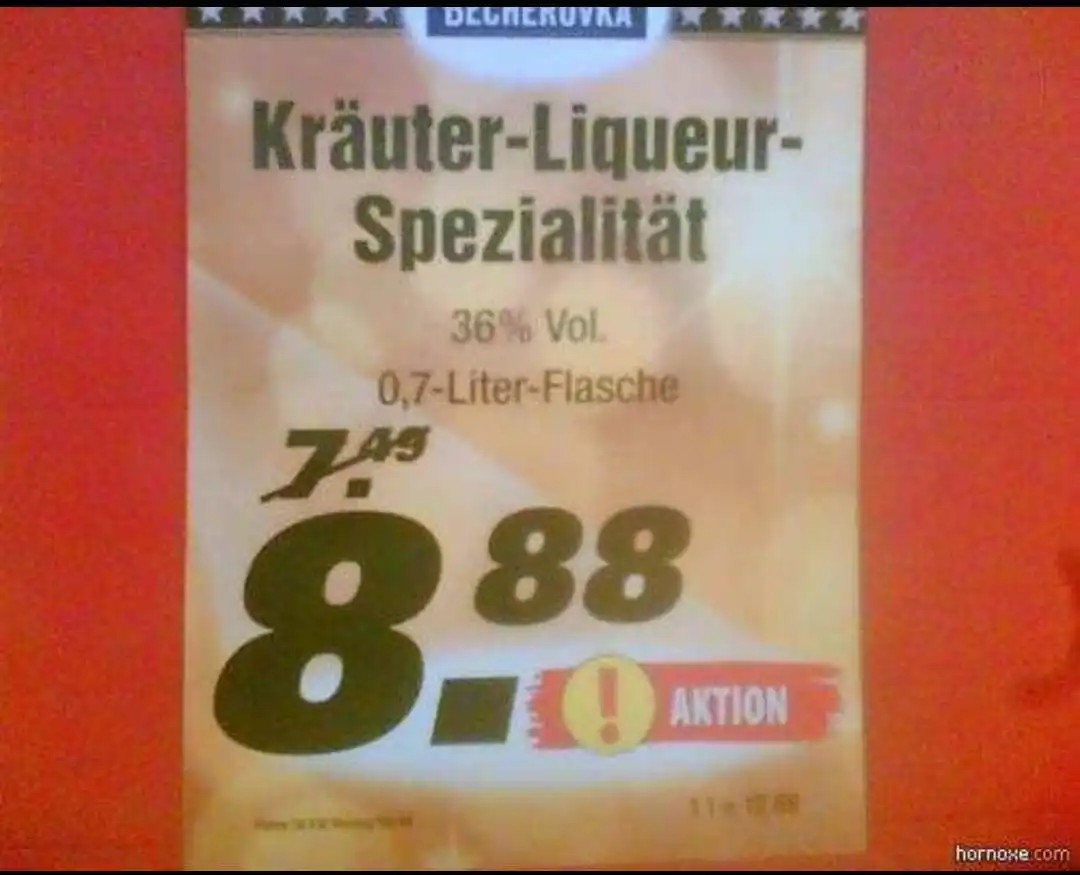 BECHEROVKA
Kräuter-Liqueur-
Spezialität
36% Vol.
0,7-Liter-Flasche
7.49
8.88
AKTION
hornoxe.com